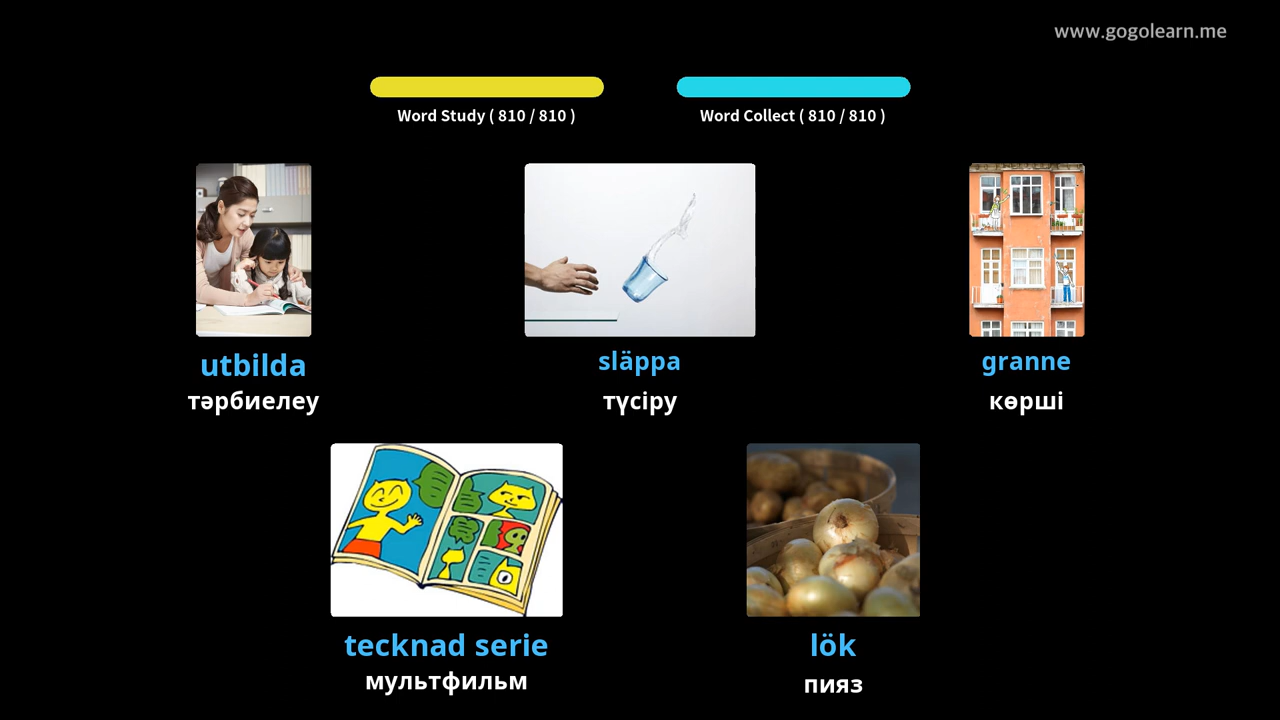 www.gogolearn.me
Word Study ( 810 / 810 )
Word Collect ( 810 / 810 )
utbilda
тәрбиелеу
släppa
түсіру
granne
көрші
tecknad serie
мультфильм
lök
пияз